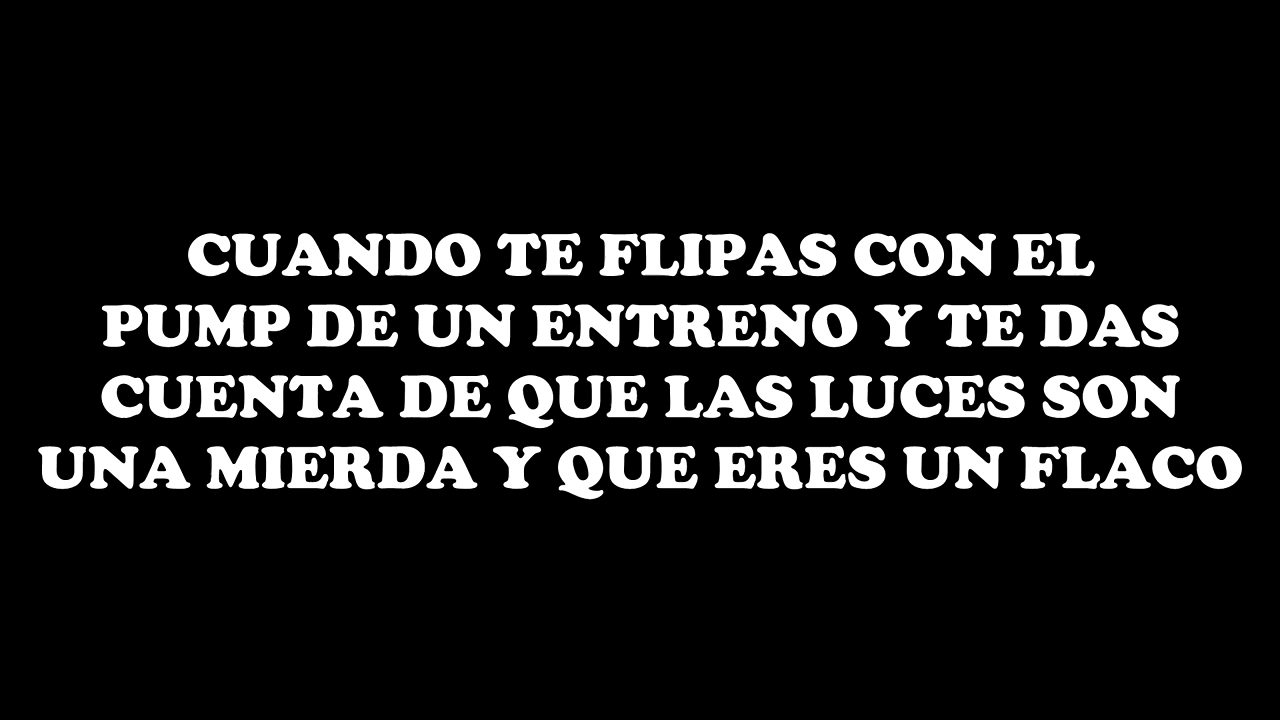 CUANDO TE FLIPAS CON EL
PUMP DE UN ENTRENO Y TE DAS
CUENTA DE QUE LAS LUCES SON
UNA MIERDA Y QUE ERES UN FLACO